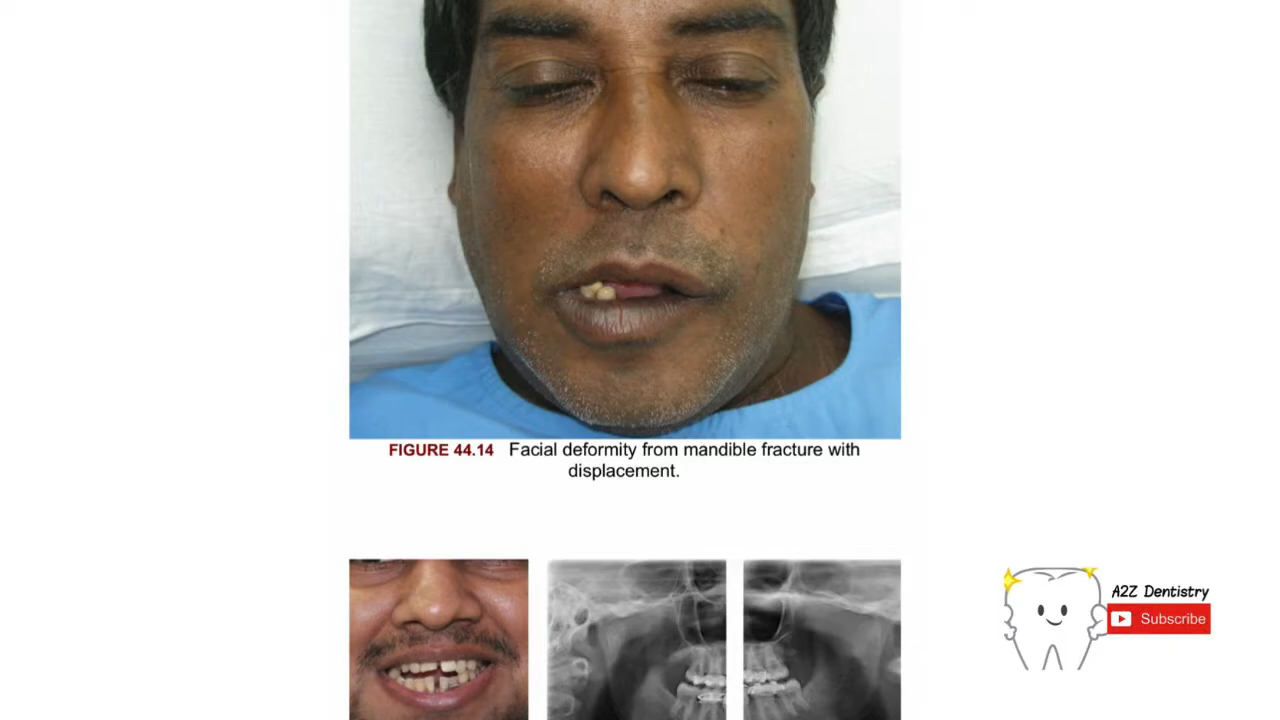 FIGURE 44.14 Facial deformity from mandible fracture with
displacement.
A2Z Dentistry
Subscribe